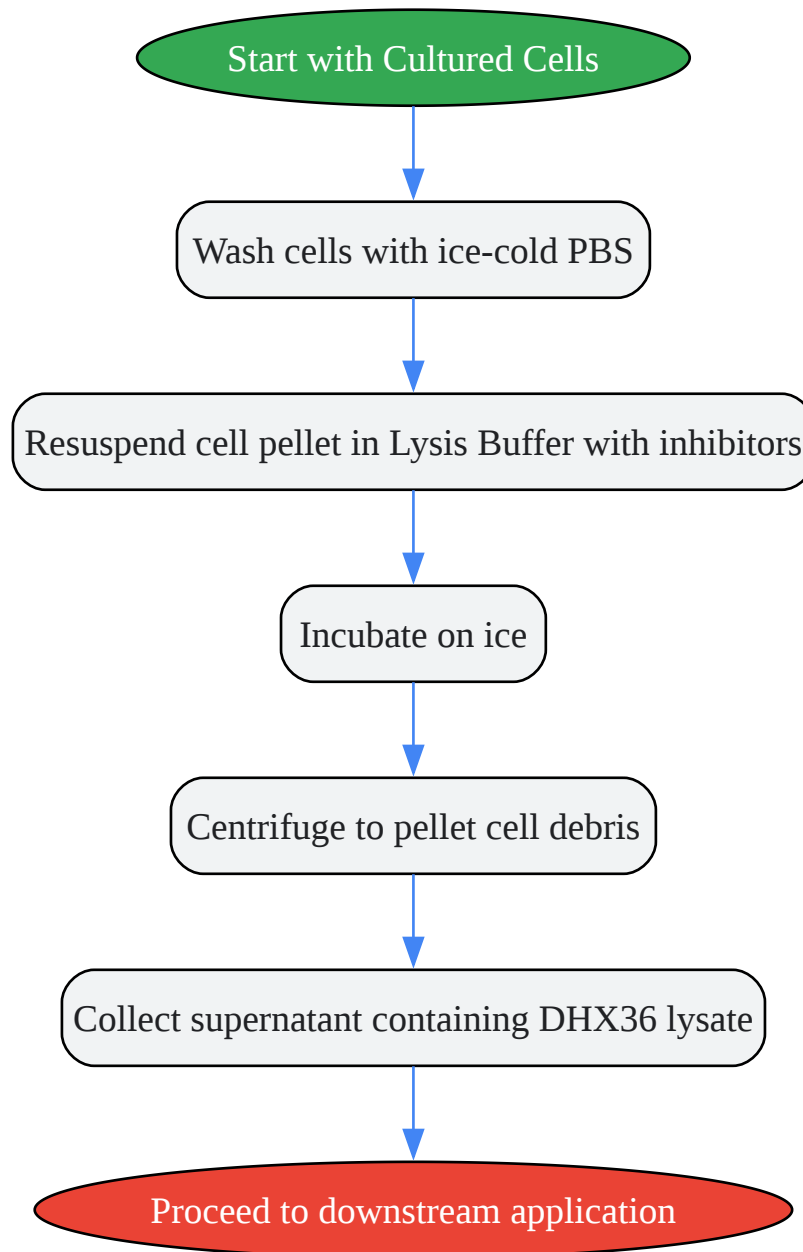 Start with Cultured Cells
Wash cells with ice-cold PBS
Resuspend cell pellet in Lysis Buffer with inhibitors
Incubate on ice
Centrifuge to pellet cell debris
Collect supernatant containing DHX36 lysate
Proceed to downstream application